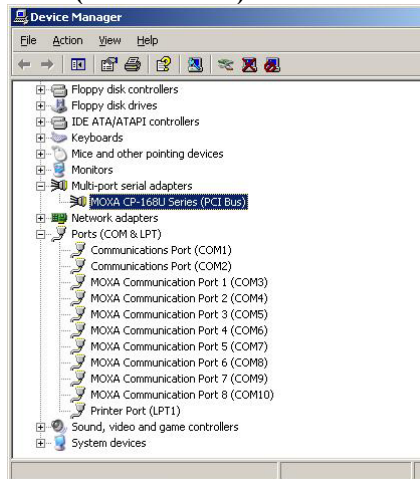 Device Manager
File Action View Help
Floppy disk controllers
Floppy disk drives
IDE ATA/ATAPI controllers
Keyboards
Mice and other pointing devices
Monitors
Multi-port serial adapters
MOXA CP-168U Series (PCI Bus)
Network adapters
Ports (COM & LPT)
Communications Port (COM1)
Communications Port (COM2)
MOXA Communication Port 1 (COM3)
MOXA Communication Port 2 (COM4)
MOXA Communication Port 3 (COM5)
MOXA Communication Port 4 (COM6)
MOXA Communication Port 5 (COM7)
MOXA Communication Port 6 (COM8)
MOXA Communication Port 7 (COM9)
MOXA Communication Port 8 (COM10)
Printer Port (LPT1)
Sound, video and game controllers
System devices